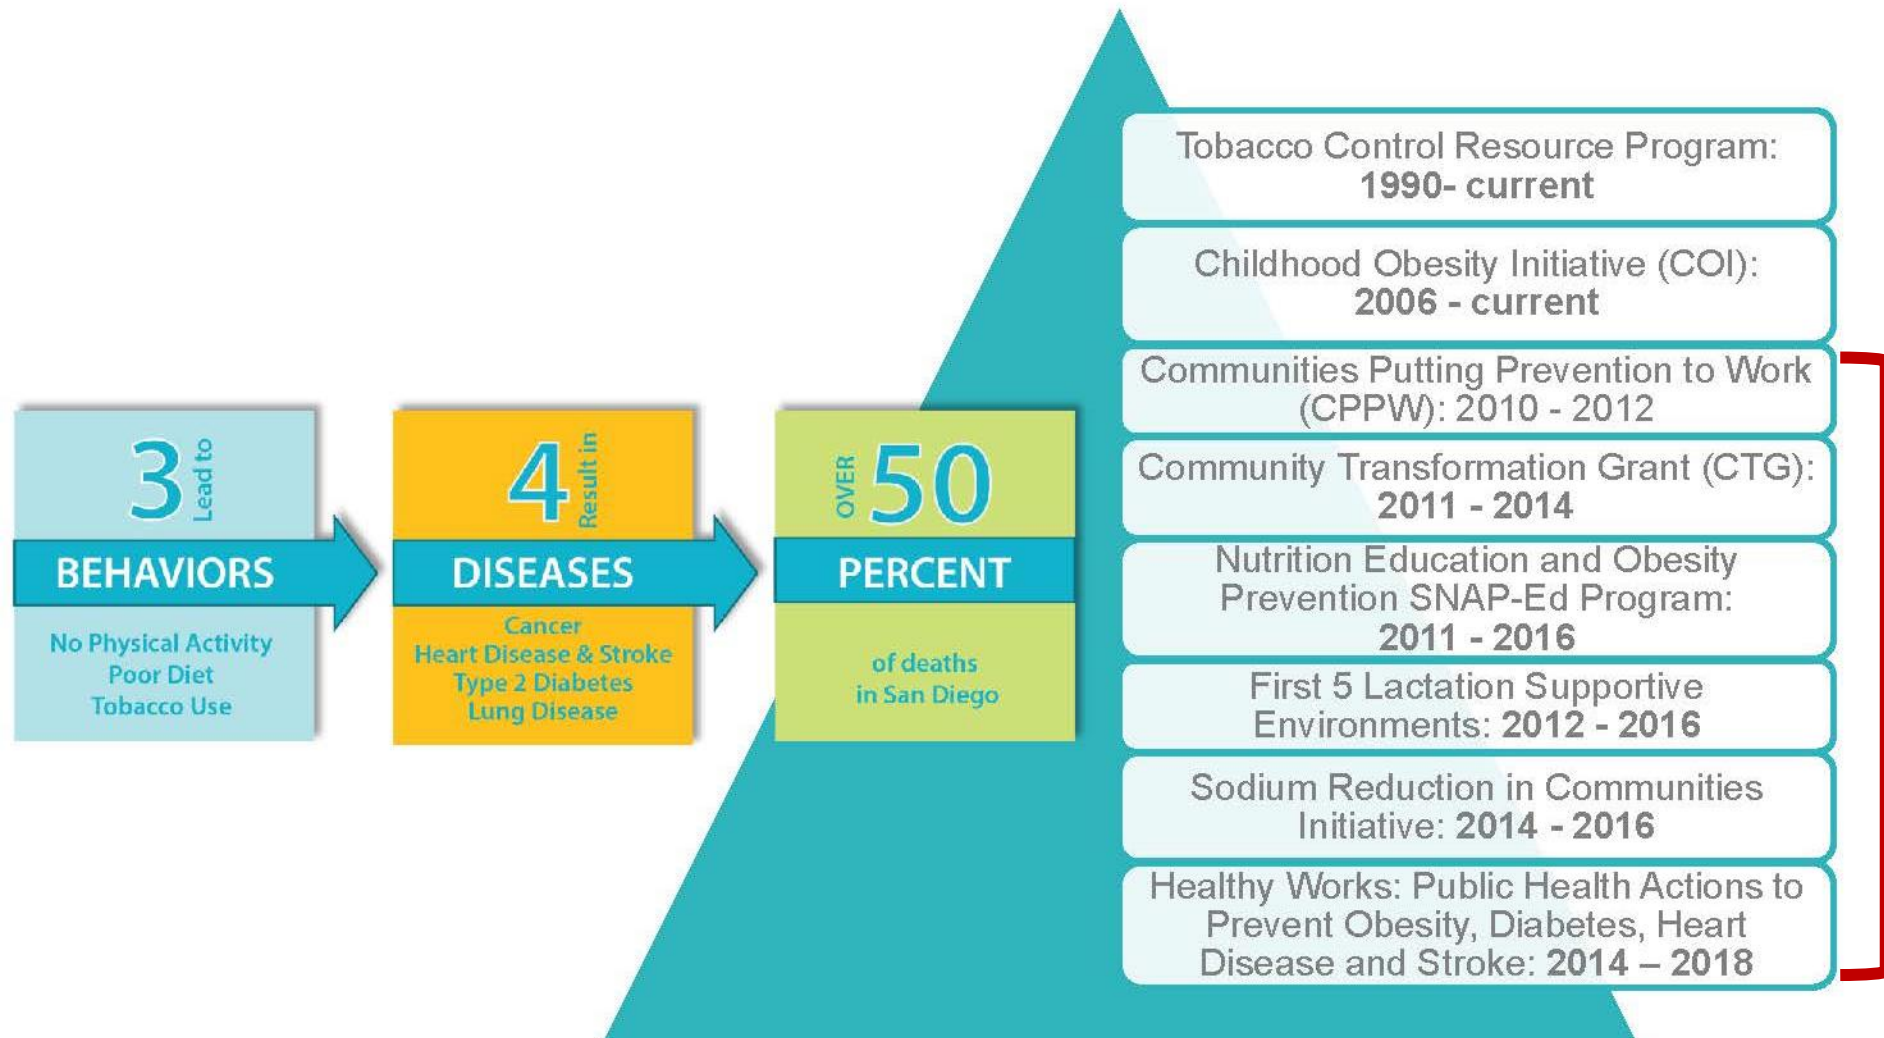 3
Lead to
BEHAVIORS
No Physical Activity
Poor Diet
Tobacco Use
4
Result in
DISEASES
Cancer
Heart Disease & Stroke
Type 2 Diabetes
Lung Disease
OVER
50
PERCENT
of deaths
in San Diego
Tobacco Control Resource Program:
1990- current
Childhood Obesity Initiative (COI):
2006 - current
Communities Putting Prevention to Work
(CPPW): 2010 - 2012
Community Transformation Grant (CTG):
2011 - 2014
Nutrition Education and Obesity
Prevention SNAP-Ed Program:
2011 - 2016
First 5 Lactation Supportive
Environments: 2012 - 2016
Sodium Reduction in Communities
Initiative: 2014 - 2016
Healthy Works: Public Health Actions to
Prevent Obesity, Diabetes, Heart
Disease and Stroke: 2014 – 2018